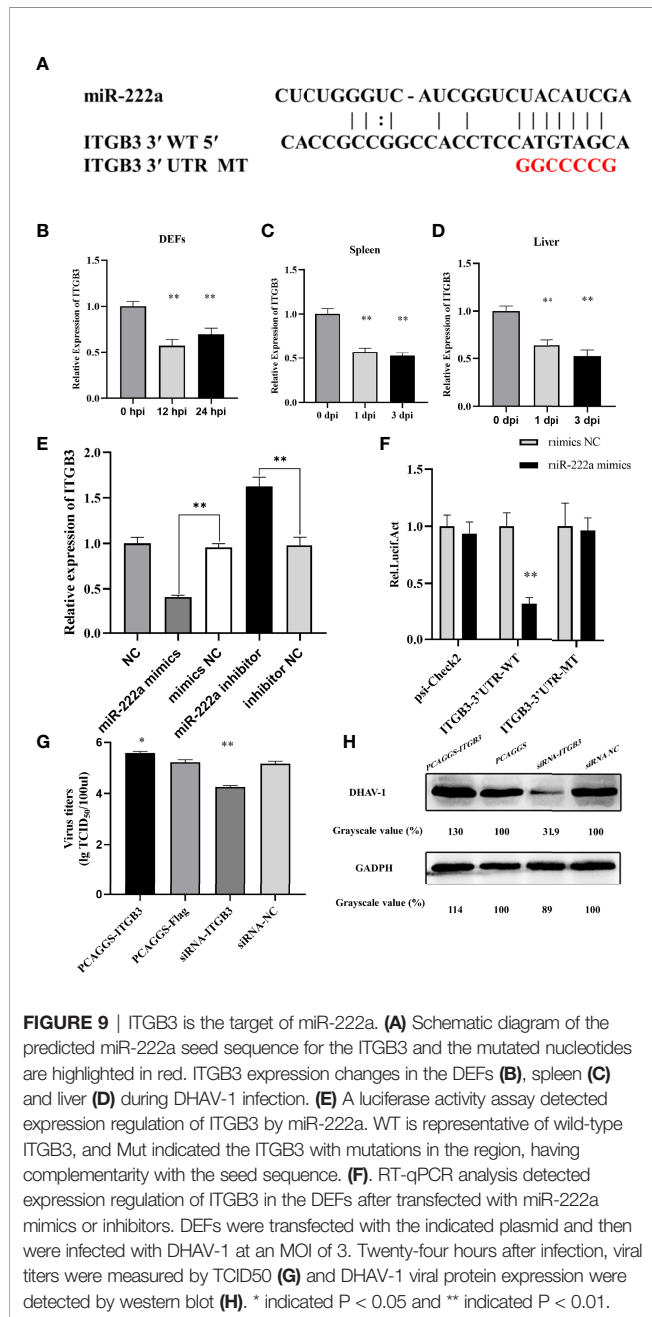 A
miR-222a CUCUGGGUC - AUCGGUCUACAUCGA
| | : | | | | | | | | | |
ITGB3 3′ WT 5′ CACCGCCGGCCACCTCCATGTAGCA
ITGB3 3′ UTR MT GGCCCCG
B
DEFs
Relative Expression of ITGB3
1.5
1.0
0.5
0.0
** **
0 hpi 12 hpi 24 hpi
C
Spleen
Relative Expression of ITGB3
1.5
1.0
0.5
0.0
** **
0 dpi 1 dpi 3 dpi
D
Liver
Relative Expression of ITGB3
1.5
1.0
0.5
0.0
** **
0 dpi 1 dpi 3 dpi
E
Relative expression of ITGB3
2.0
1.5
1.0
0.5
0.0
** **
NC miR-222a mimics mimics NC miR-222a inhibitor inhibitor NC
F
mimics NC
miR-222a mimics
Rel.Lucif.Act
1.5
1.0
0.5
0.0
**
psi-Check2 ITGB3-3'UTR-WT ITGB3-3'UTR-MT
G
Virus titers
(lg TCID50/100ul)
6
4
2
0
* **
PCAGGS-ITGB3 PCAGGS-Flag siRNA-ITGB3 siRNA-NC
H
PCAGGS-ITGB3 PCAGGS siRNA-ITGB3 siRNA NC
DHAV-1
Grayscale value (%) 130 100 31.9 100
GADPH
Grayscale value (%) 114 100 89 100
FIGURE 9 | ITGB3 is the target of miR-222a. (A) Schematic diagram of the
predicted miR-222a seed sequence for the ITGB3 and the mutated nucleotides
are highlighted in red. ITGB3 expression changes in the DEFs (B), spleen (C)
and liver (D) during DHAV-1 infection. (E) A luciferase activity assay detected
expression regulation of ITGB3 by miR-222a. WT is representative of wild-type
ITGB3, and Mut indicated the ITGB3 with mutations in the region, having
complementarity with the seed sequence. (F). RT-qPCR analysis detected
expression regulation of ITGB3 in the DEFs after transfected with miR-222a
mimics or inhibitors. DEFs were transfected with the indicated plasmid and then
were infected with DHAV-1 at an MOI of 3. Twenty-four hours after infection, viral
titers were measured by TCID50 (G) and DHAV-1 viral protein expression were
detected by western blot (H). * indicated P < 0.05 and ** indicated P < 0.01.